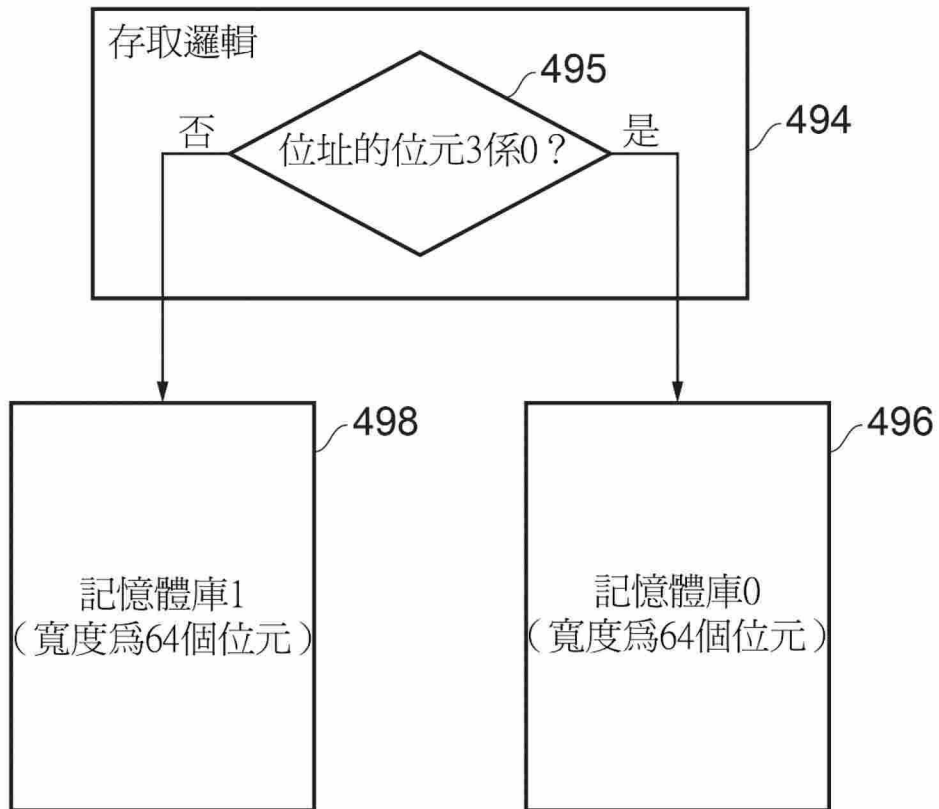 存取邏輯
495
否
位址的位元3係0？
是
494
498
496
記憶體庫1
（寬度爲64個位元）
記憶體庫0
（寬度爲64個位元）